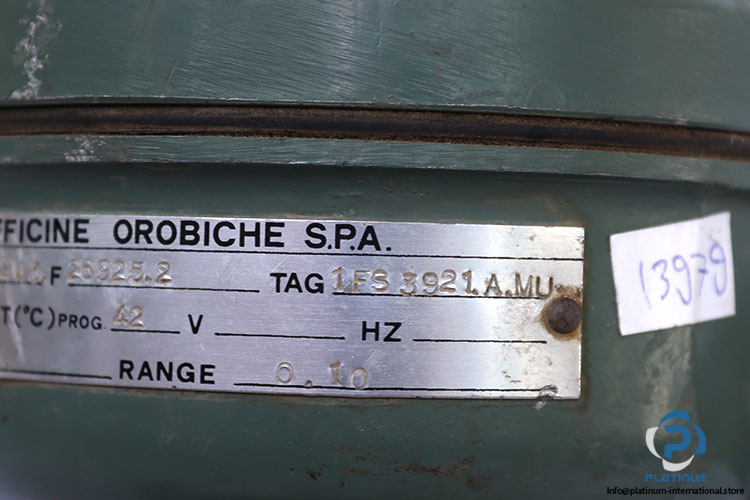 FFICINE OROBICHE S.P.A.
F 26925.2 TAG 1FS 3921.A.MU
T(°C) PROG. 42 V HZ
RANGE 0.10
13979
PLATINUM
Info@platinum-international.store